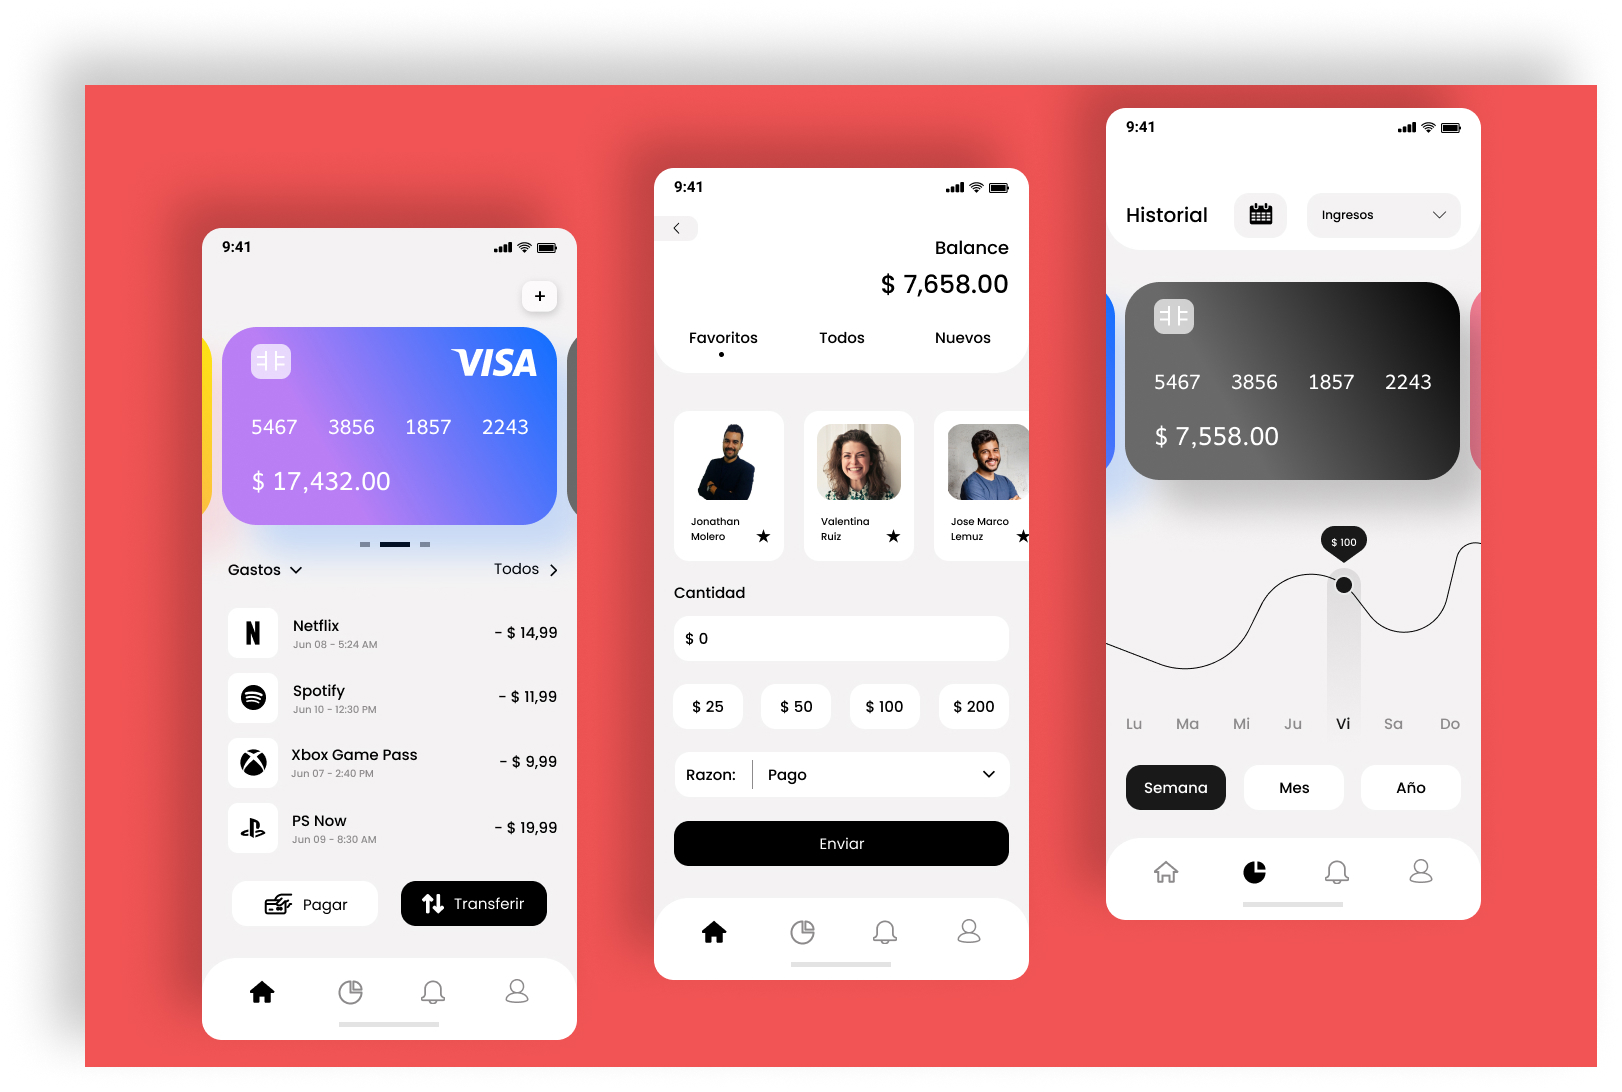 9:41
+
VISA
5467 3856 1857 2243
$ 17,432.00
Gastos
Todos
Netflix
Jun 08 - 5:24 AM
- $ 14,99
Spotify
Jun 10 - 12:30 PM
- $ 11,99
Xbox Game Pass
Jun 07 - 2:40 PM
- $ 9,99
PS Now
Jun 09 - 8:30 AM
- $ 19,99
Pagar
Transferir
9:41
Balance
$ 7,658.00
Favoritos Todos Nuevos
Jonathan
Molero
Valentina
Ruiz
Jose Marco
Lemuz
Cantidad
$ 0
$ 25 $ 50 $ 100 $ 200
Razon: Pago
Enviar
9:41
Historial
Ingresos
5467 3856 1857 2243
$ 7,558.00
$ 100
Lu Ma Mi Ju Vi Sa Do
Semana Mes Año